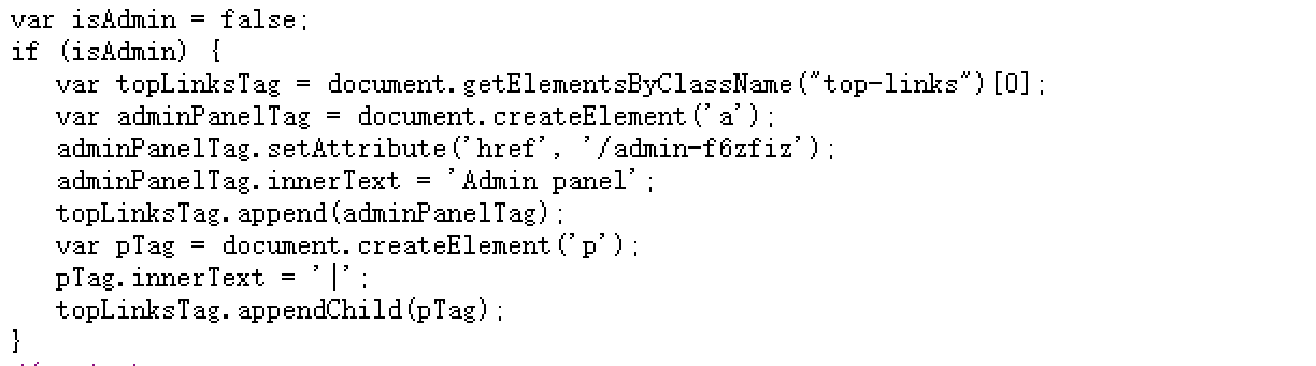 var isAdmin = false;
if (isAdmin) {
   var topLinksTag = document.getElementsByClassName("top-links")[0];
   var adminPanelTag = document.createElement('a');
   adminPanelTag.setAttribute('href', '/admin-f6zfiz');
   adminPanelTag.innerText = 'Admin panel';
   topLinksTag.append(adminPanelTag);
   var pTag = document.createElement('p');
   pTag.innerText = '|';
   topLinksTag.appendChild(pTag);
}